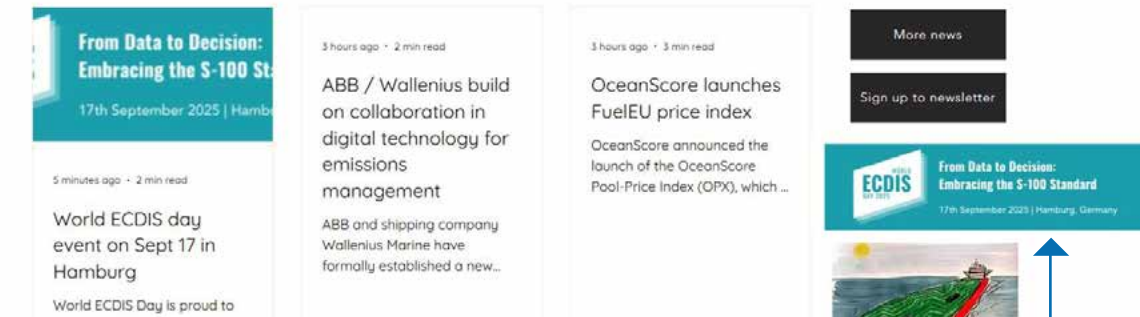 From Data to Decision:
Embracing the S-100 St
17th September 2025 | Hamb
5 minutes ago • 2 min read
World ECDIS day
event on Sept 17 in
Hamburg
World ECDIS Day is proud to
3 hours ago • 2 min read
ABB / Wallenius build
on collaboration in
digital technology for
emissions
management
ABB and shipping company
Wallenius Marine have
formally established a new...
3 hours ago • 3 min read
OceanScore launches
FuelEU price index
OceanScore announced the
launch of the OceanScore
Pool-Price Index (OPX), which ...
More news
Sign up to newsletter
WORLD
ECDIS
DAY 2025
From Data to Decision:
Embracing the S-100 Standard
17th September 2025 | Hamburg, Germany